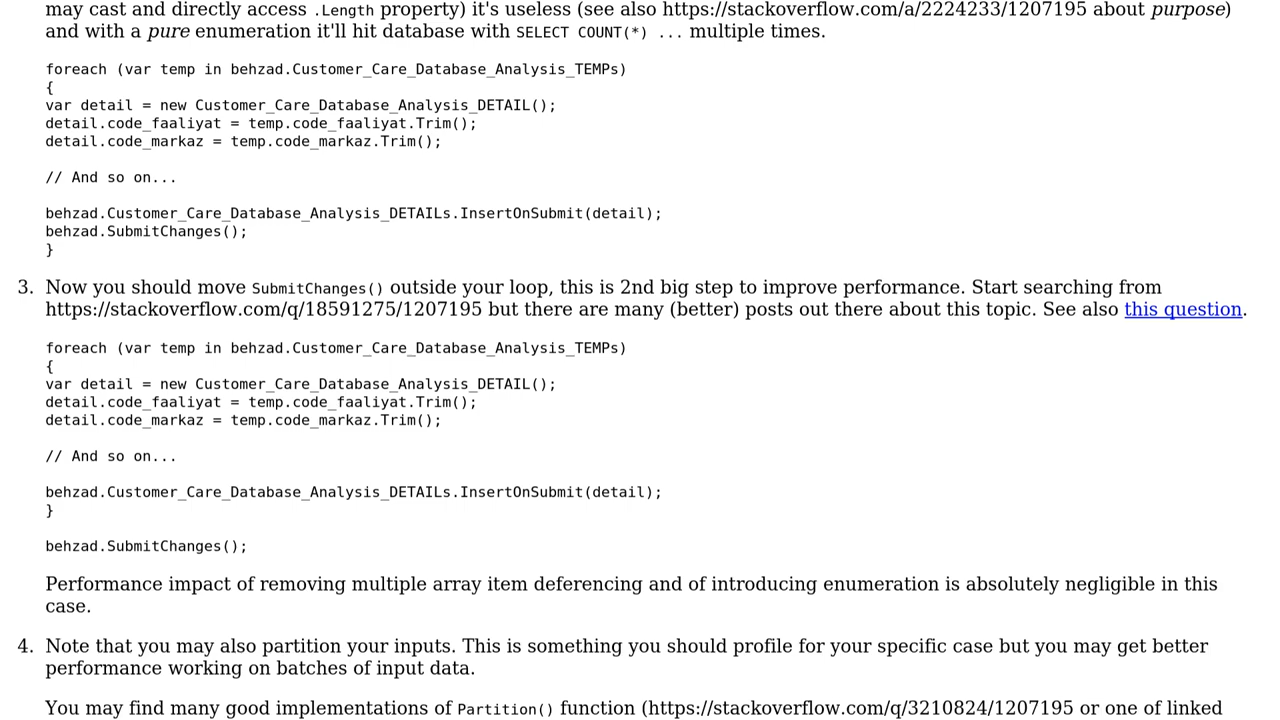 may cast and directly access .Length property) it's useless (see also https://stackoverflow.com/a/2224233/1207195 about purpose)
and with a pure enumeration it'll hit database with SELECT COUNT(*) ... multiple times.
foreach (var temp in behzad.Customer_Care_Database_Analysis_TEMPs)
{
var detail = new Customer_Care_Database_Analysis_DETAIL();
detail.code_faaliyat = temp.code_faaliyat.Trim();
detail.code_markaz = temp.code_markaz.Trim();
// And so on...
behzad.Customer_Care_Database_Analysis_DETAILs.InsertOnSubmit(detail);
behzad.SubmitChanges();
}
3. Now you should move SubmitChanges() outside your loop, this is 2nd big step to improve performance. Start searching from
https://stackoverflow.com/q/18591275/1207195 but there are many (better) posts out there about this topic. See also this question.
foreach (var temp in behzad.Customer_Care_Database_Analysis_TEMPs)
{
var detail = new Customer_Care_Database_Analysis_DETAIL();
detail.code_faaliyat = temp.code_faaliyat.Trim();
detail.code_markaz = temp.code_markaz.Trim();
// And so on...
behzad.Customer_Care_Database_Analysis_DETAILs.InsertOnSubmit(detail);
}
behzad.SubmitChanges();
Performance impact of removing multiple array item deferencing and of introducing enumeration is absolutely negligible in this
case.
4. Note that you may also partition your inputs. This is something you should profile for your specific case but you may get better
performance working on batches of input data.
You may find many good implementations of Partition() function (https://stackoverflow.com/q/3210824/1207195 or one of linked